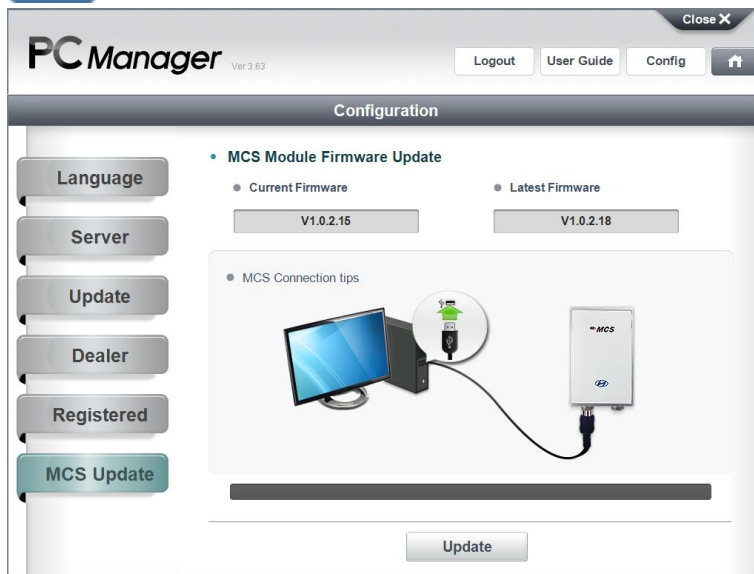 Close X
PC Manager Ver 3.63
Logout User Guide Config
Configuration
Language
Server
Update
Dealer
Registered
MCS Update
MCS Module Firmware Update
Current Firmware Latest Firmware
V1.0.2.15 V1.0.2.18
MCS Connection tips
MCS
Update